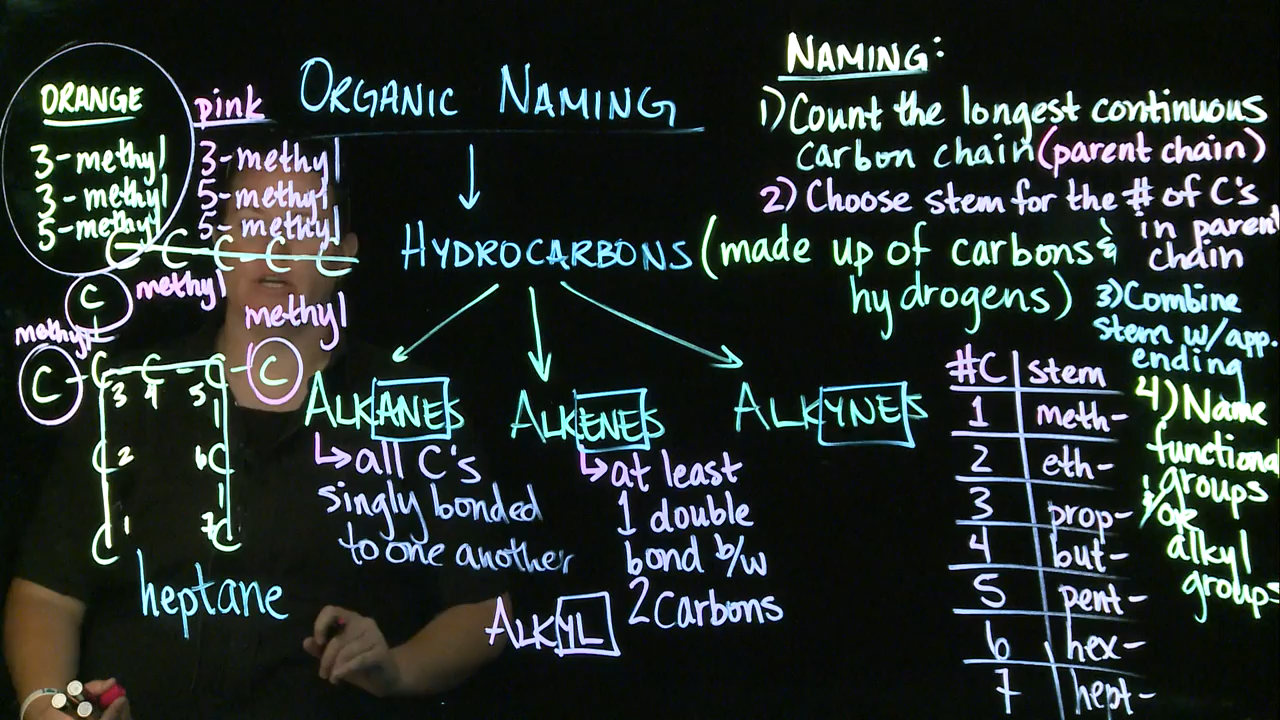 ORANGE
3-methyl
3-methyl
5-methyl
pink
3-methyl
5-methyl
5-methyl
ORGANIC NAMING
HYDROCARBONS (made up of carbons &
hydrogens)
C C C C C
C methyl
methyl
methyl
C - C C C - C
3 4 5
C 2 6 C
C 1 7 C
heptane
ALKANES
↳ all C's
singly bonded
to one another
ALKENES
↳ at least
1 double
bond b/w
2 Carbons
ALKYNES
ALKYL
NAMING:
1) Count the longest continuous
carbon chain (parent chain)
2) Choose stem for the # of C's
in parent
chain
3) Combine
stem w/ app.
ending
4) Name
functional
groups
&/or
alkyl
groups
#C stem
1 meth-
2 eth-
3 prop-
4 but-
5 pent-
6 hex-
7 hept-